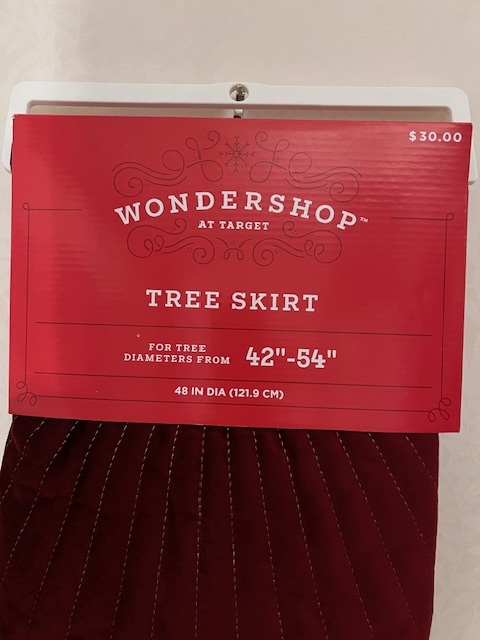 $30.00
WONDERSHOP™
AT TARGET
TREE SKIRT
FOR TREE
DIAMETERS FROM 42"-54"
48 IN DIA (121.9 CM)